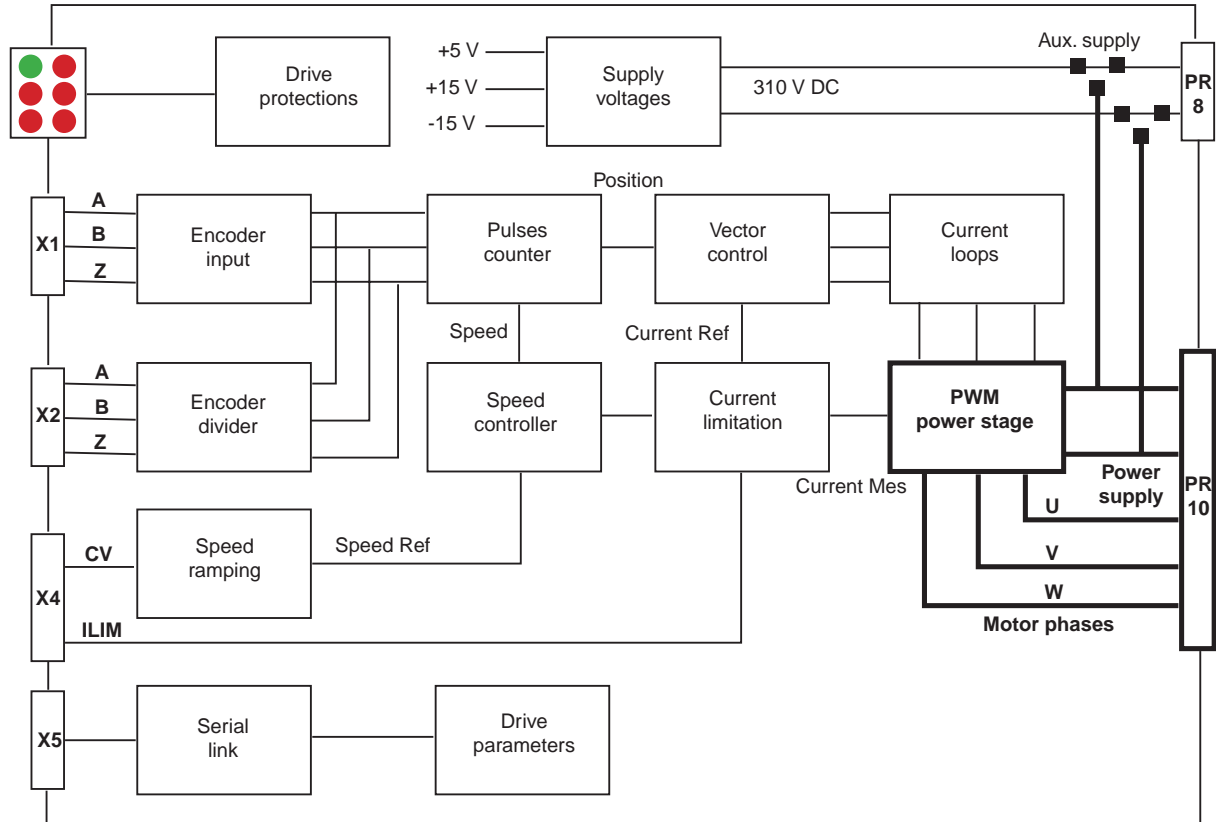 Aux. supply
+5 V
Drive
protections
+15 V
Supply
voltages
310 V DC
PR
8
-15 V
Position
A
X1
B
Z
Encoder
input
Pulses
counter
Vector
control
Current
loops
Speed
Current Ref
A
X2
B
Z
Encoder
divider
Speed
controller
Current
limitation
PWM
power stage
Current Mes
Power
supply
PR
10
U
V
W
Motor phases
CV
X4
Speed
ramping
Speed Ref
ILIM
X5
Serial
link
Drive
parameters